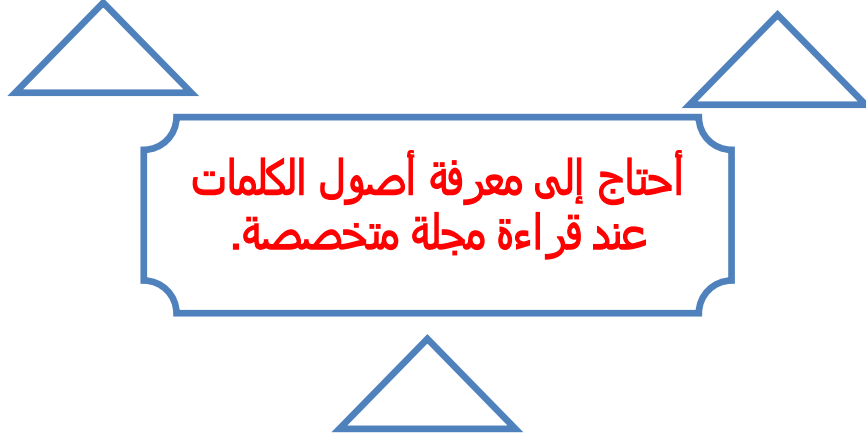 أحتاج إلى معرفة أصول الكلمات
عند قراءة مجلة متخصصة.